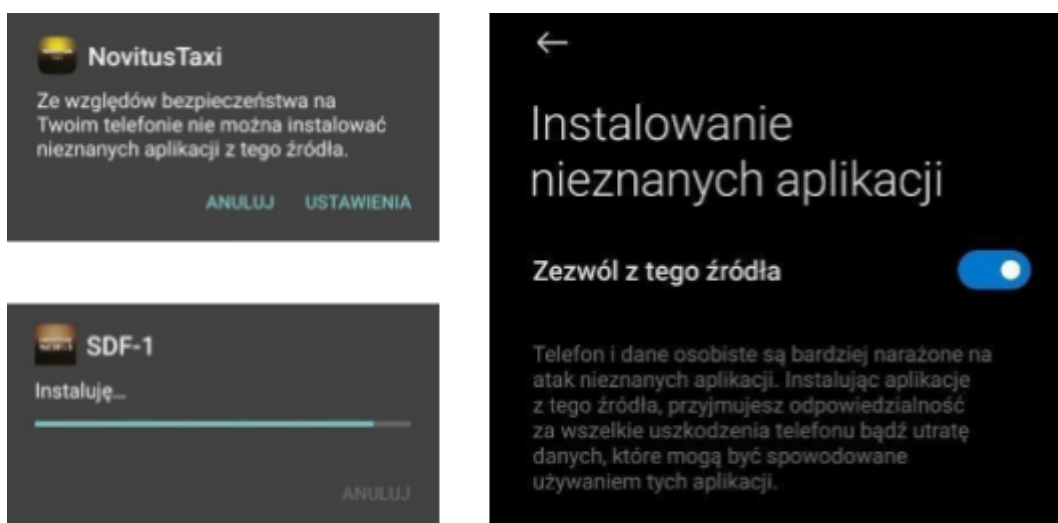 NovitusTaxi
Ze względów bezpieczeństwa na
Twoim telefonie nie można instalować
nieznanych aplikacji z tego źródła.
ANULUJ USTAWIENIA
SDF-1
Instaluję...
ANULUJ
Instalowanie
nieznanych aplikacji
Zezwól z tego źródła
Telefon i dane osobiste są bardziej narażone na
atak nieznanych aplikacji. Instalując aplikacje
z tego źródła, przyjmujesz odpowiedzialność
za wszelkie uszkodzenia telefonu bądź utratę
danych, które mogą być spowodowane
używaniem tych aplikacji.